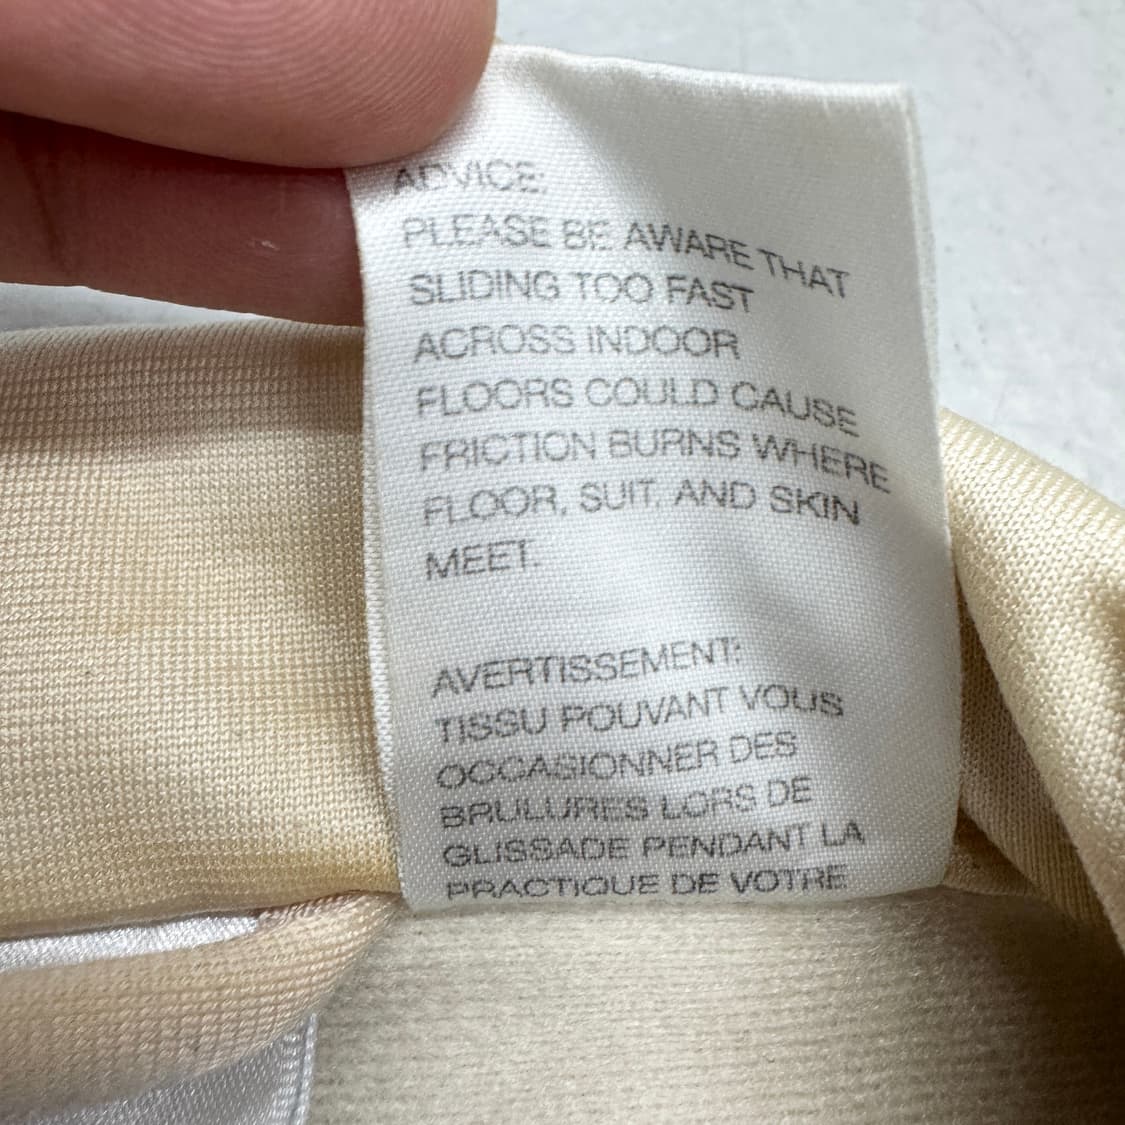 ADVICE:
PLEASE BE AWARE THAT
SLIDING TOO FAST
ACROSS INDOOR
FLOORS COULD CAUSE
FRICTION BURNS WHERE
FLOOR, SUIT, AND SKIN
MEET.
AVERTISSEMENT:
TISSU POUVANT VOUS
OCCASIONNER DES
BRULURES LORS DE
GLISSADE PENDANT LA
PRACTIQUE DE VOTRE